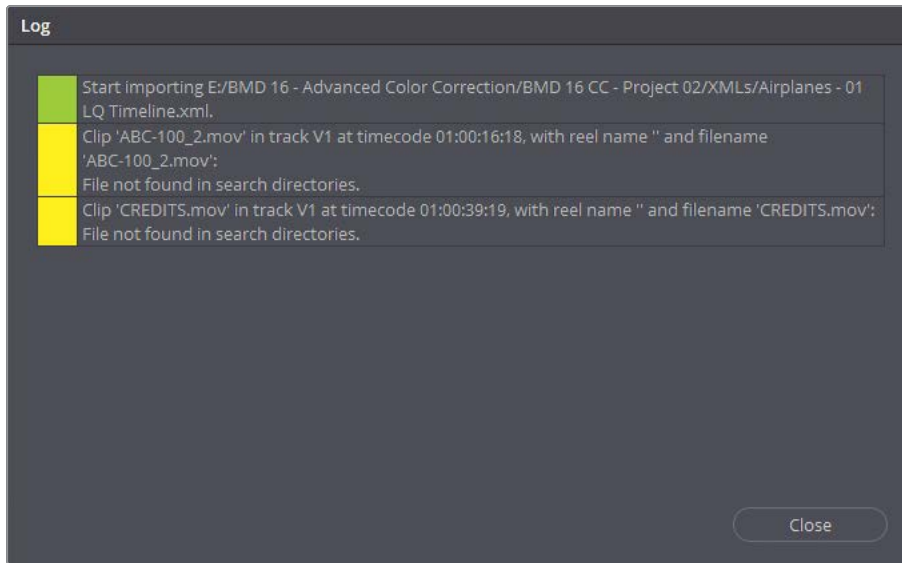 Log
Start importing E:/BMD 16 - Advanced Color Correction/BMD 16 CC - Project 02/XMLs/Airplanes - 01
LQ Timeline.xml.
Clip 'ABC-100_2.mov' in track V1 at timecode 01:00:16:18, with reel name '' and filename
'ABC-100_2.mov':
File not found in search directories.
Clip 'CREDITS.mov' in track V1 at timecode 01:00:39:19, with reel name '' and filename 'CREDITS.mov':
File not found in search directories.
Close